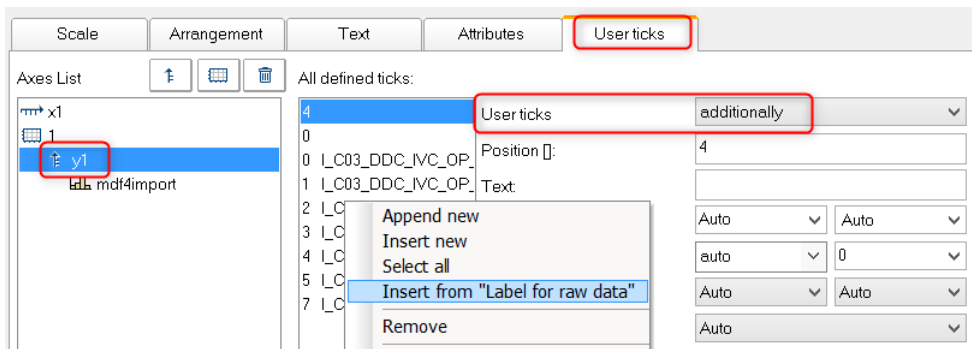 Scale Arrangement Text Attributes User ticks
Axes List All defined ticks:
x1
1
y1
mdf4import
4
0
0 I_C03_DDC_IVC_OP_
1 I_C03_DDC_IVC_OP_
2 I_C
3 I_C
4 I_C
5 I_C
7 I_C
User ticks additionally
Position []: 4
Text:
Auto Auto
auto 0
Auto Auto
Auto
Append new
Insert new
Select all
Insert from "Label for raw data"
Remove